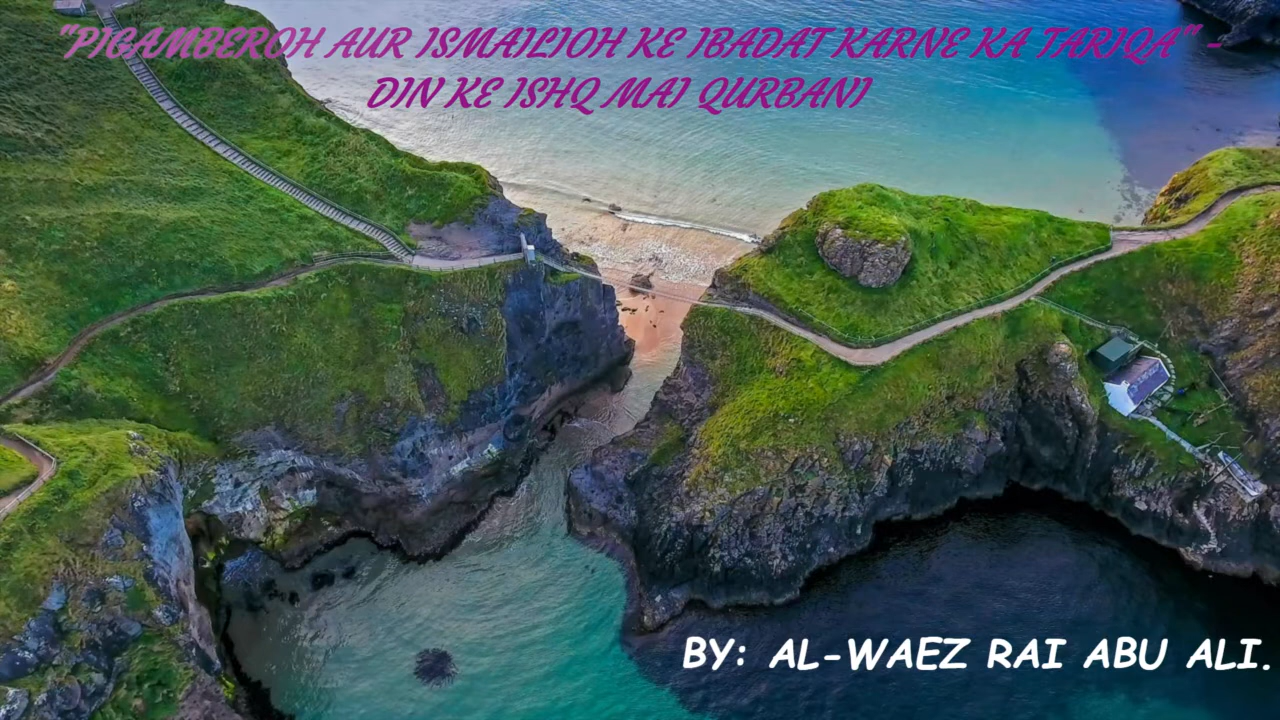 "PIGAMBEROH AUR ISMAILIOH KE IBADAT KARNE KA TARIQA" -
DIN KE ISHQ MAI QURBANI
BY: AL-WAEZ RAI ABU ALI.